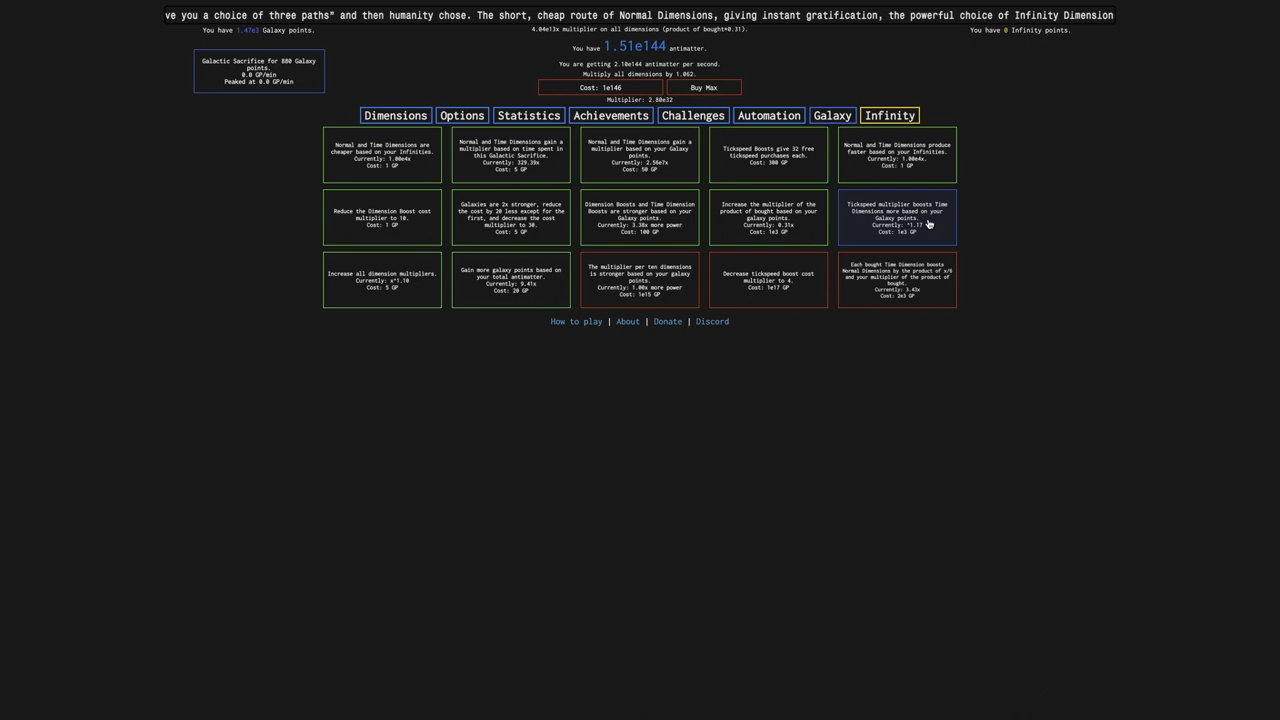 ve you a choice of three paths" and then humanity chose. The short, cheap route of Normal Dimensions, giving instant gratification, the powerful choice of Infinity Dimension
You have 1.47e3 Galaxy points.
4.04e13x multiplier on all dimensions (product of bought*0.31).
You have 0 Infinity points.
You have 1.51e144 antimatter.
Galactic Sacrifice for 880 Galaxy
points.
0.0 GP/min
Peaked at 0.0 GP/min
You are getting 2.10e144 antimatter per second.
Multiply all dimensions by 1.062.
Cost: 1e146
Buy Max
Multiplier: 2.80e32
Dimensions
Options
Statistics
Achievements
Challenges
Automation
Galaxy
Infinity
Normal and Time Dimensions are
cheaper based on your Infinities.
Currently: 1.00e4x
Cost: 1 GP
Normal and Time Dimensions gain a
multiplier based on time spent in
this Galactic Sacrifice.
Currently: 329.39x
Cost: 5 GP
Normal and Time Dimensions gain a
multiplier based on your Galaxy
points.
Currently: 2.56e7x
Cost: 50 GP
Tickspeed Boosts give 32 free
tickspeed purchases each.
Cost: 300 GP
Normal and Time Dimensions produce
faster based on your Infinities.
Currently: 1.00e4x.
Cost: 1 GP
Reduce the Dimension Boost cost
multiplier to 10.
Cost: 1 GP
Galaxies are 2x stronger, reduce
the cost by 20 less except for the
first, and decrease the cost
multiplier to 30.
Cost: 5 GP
Dimension Boosts and Time Dimension
Boosts are stronger based on your
Galaxy points.
Currently: 3.38x more power
Cost: 100 GP
Increase the multiplier of the
product of bought based on your
galaxy points.
Currently: 0.31x
Cost: 1e3 GP
Tickspeed multiplier boosts Time
Dimensions more based on your
Galaxy points.
Currently: ^1.17
Cost: 1e3 GP
Increase all dimension multipliers.
Currently: x^1.10
Cost: 5 GP
Gain more galaxy points based on
your total antimatter.
Currently: 9.41x
Cost: 20 GP
The multiplier per ten dimensions
is stronger based on your galaxy
points.
Currently: 1.00x more power
Cost: 1e15 GP
Decrease tickspeed boost cost
multiplier to 4.
Cost: 1e17 GP
Each bought Time Dimension boosts
Normal Dimensions by the product of x/6
and your multiplier of the product of
bought.
Currently: 3.43x
Cost: 2e3 GP
How to play | About | Donate | Discord